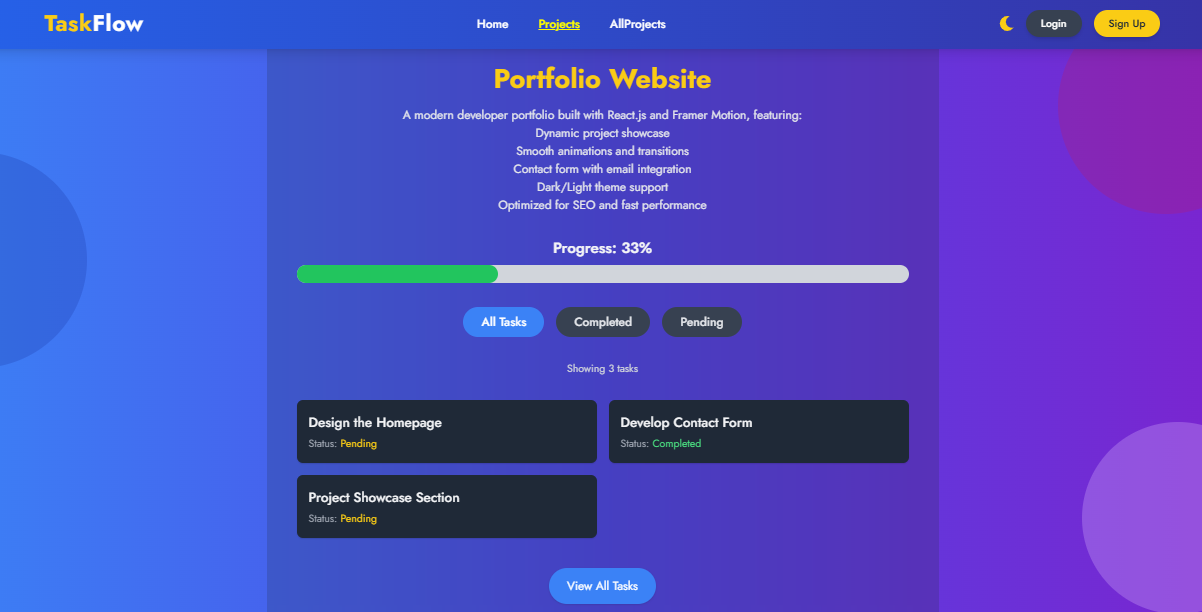 TaskFlow
Home Projects AllProjects
Login Sign Up
Portfolio Website
A modern developer portfolio built with React.js and Framer Motion, featuring:
Dynamic project showcase
Smooth animations and transitions
Contact form with email integration
Dark/Light theme support
Optimized for SEO and fast performance
Progress: 33%
All Tasks Completed Pending
Showing 3 tasks
Design the Homepage
Status: Pending
Develop Contact Form
Status: Completed
Project Showcase Section
Status: Pending
View All Tasks